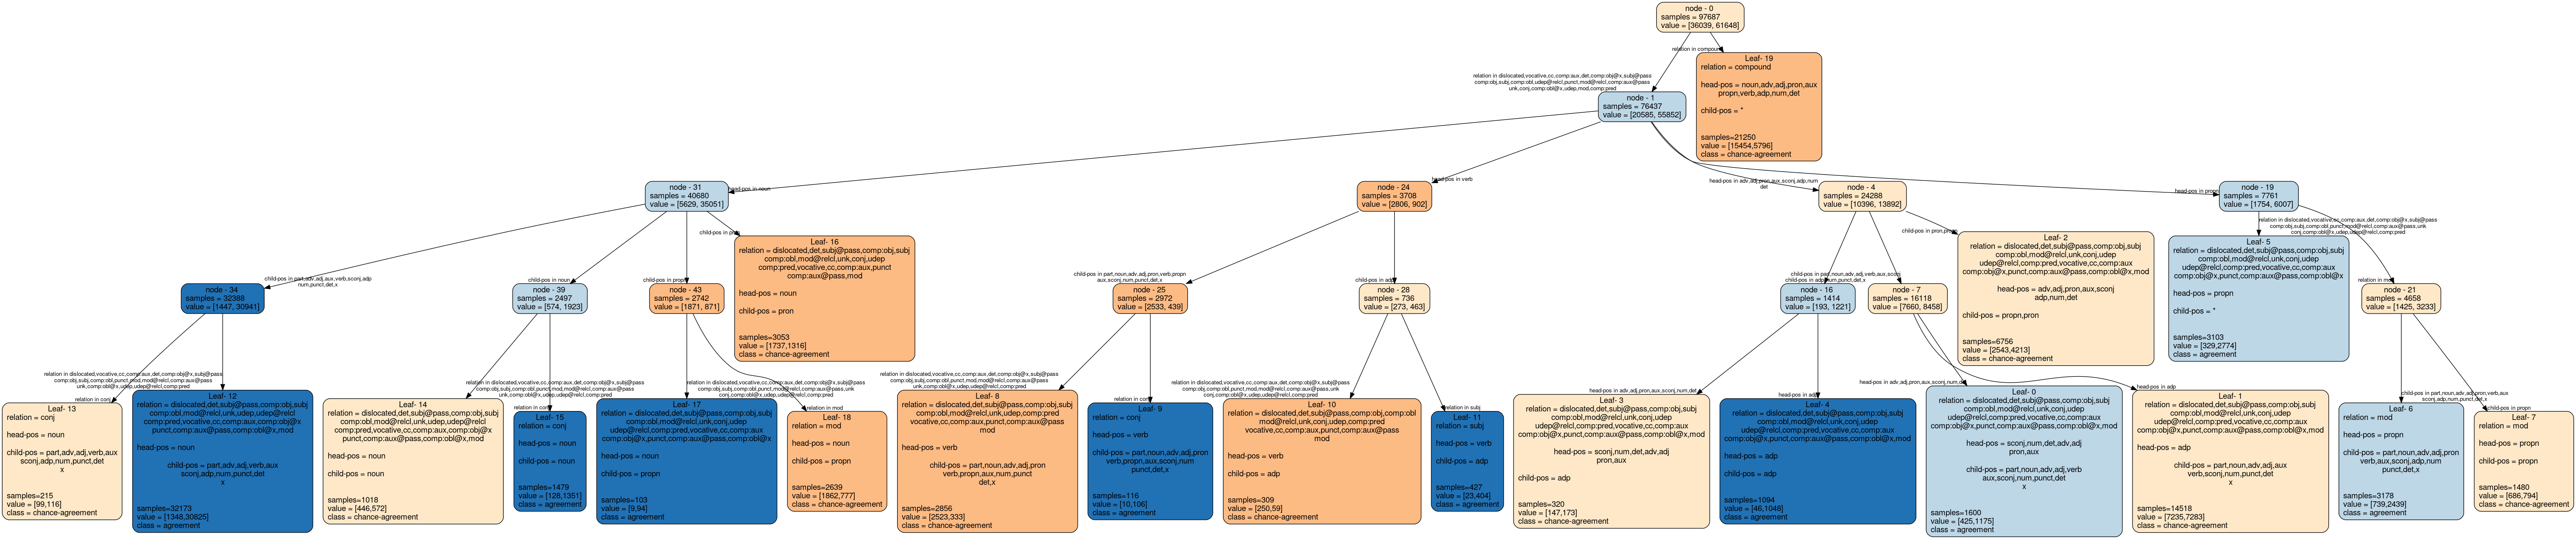 node - 0
samples = 97687
value = [36039, 61648]
relation in compound
Leaf- 19
relation = compound
head-pos = noun,adv,adj,pron,aux
propn,verb,adp,num,det
child-pos = *
samples=21250
value = [15454,5796]
class = chance-agreement
relation in dislocated,vocative,cc,comp:aux,det,comp:obj@x,subj@pass
comp:obj,subj,comp:obl,udep@relcl,punct,mod@relcl,comp:aux@pass
unk,conj,comp:obl@x,udep,mod,comp:pred
node - 1
samples = 76437
value = [20585, 55852]
head-pos in noun
node - 31
samples = 40680
value = [5629, 35051]
head-pos in verb
node - 24
samples = 3708
value = [2806, 902]
head-pos in adv,adj,pron,aux,sconj,adp,num
det
node - 4
samples = 24288
value = [10396, 13892]
head-pos in propn
node - 19
samples = 7761
value = [1754, 6007]
child-pos in part,adv,adj,aux,verb,sconj,adp
num,punct,det,x
node - 34
samples = 32388
value = [1447, 30941]
child-pos in noun
node - 39
samples = 2497
value = [574, 1923]
child-pos in propn
node - 43
samples = 2742
value = [1871, 871]
child-pos in pron
Leaf- 16
relation = dislocated,det,subj@pass,comp:obj,subj
comp:obl,mod@relcl,unk,conj,udep
comp:pred,vocative,cc,comp:aux,punct
comp:aux@pass,mod
head-pos = noun
child-pos = pron
samples=3053
value = [1737,1316]
class = chance-agreement
child-pos in part,noun,adv,adj,pron,verb,propn
aux,sconj,num,punct,det,x
node - 25
samples = 2972
value = [2533, 439]
child-pos in adp
node - 28
samples = 736
value = [273, 463]
child-pos in adp
node - 16
samples = 1414
value = [193, 1221]
child-pos in part,noun,adv,adj,verb,aux,sconj
adp,num,punct,det,x
node - 7
samples = 16118
value = [7660, 8458]
child-pos in pron,propn
Leaf- 2
relation = dislocated,det,subj@pass,comp:obj,subj
comp:obl,mod@relcl,unk,conj,udep
udep@relcl,comp:pred,vocative,cc,comp:aux
comp:obj@x,punct,comp:aux@pass,comp:obl@x,mod
head-pos = adv,adj,pron,aux,sconj
adp,num,det
child-pos = propn,pron
samples=6756
value = [2543,4213]
class = chance-agreement
relation in dislocated,vocative,cc,comp:aux,det,comp:obj@x,subj@pass
comp:obj,subj,comp:obl,punct,mod@relcl,comp:aux@pass,unk
conj,comp:obl@x,udep,udep@relcl,comp:pred
Leaf- 5
relation = dislocated,det,subj@pass,comp:obj,subj
comp:obl,mod@relcl,unk,conj,udep
udep@relcl,comp:pred,vocative,cc,comp:aux
comp:obj@x,punct,comp:aux@pass,comp:obl@x
head-pos = propn
child-pos = *
samples=3103
value = [329,2774]
class = agreement
relation in mod
node - 21
samples = 4658
value = [1425, 3233]
relation in conj
Leaf- 13
relation = conj
head-pos = noun
child-pos = part,adv,adj,verb,aux
sconj,adp,num,punct,det
x
samples=215
value = [99,116]
class = chance-agreement
relation in dislocated,vocative,cc,comp:aux,det,comp:obj@x,subj@pass
comp:obj,subj,comp:obl,punct,mod,mod@relcl,comp:aux@pass
unk,comp:obl@x,udep,udep@relcl,comp:pred
Leaf- 12
relation = dislocated,det,subj@pass,comp:obj,subj
comp:obl,mod@relcl,unk,udep,udep@relcl
comp:pred,vocative,cc,comp:aux,comp:obj@x
punct,comp:aux@pass,comp:obl@x,mod
head-pos = noun
child-pos = part,adv,adj,verb,aux
sconj,adp,num,punct,det
x
samples=32173
value = [1348,30825]
class = agreement
relation in dislocated,vocative,cc,comp:aux,det,comp:obj@x,subj@pass
comp:obj,subj,comp:obl,punct,mod,mod@relcl,comp:aux@pass
unk,comp:obl@x,udep,udep@relcl,comp:pred
Leaf- 14
relation = dislocated,det,subj@pass,comp:obj,subj
comp:obl,mod@relcl,unk,udep,udep@relcl
comp:pred,vocative,cc,comp:aux,comp:obj@x
punct,comp:aux@pass,comp:obl@x,mod
head-pos = noun
child-pos = noun
samples=1018
value = [446,572]
class = chance-agreement
relation in conj
Leaf- 15
relation = conj
head-pos = noun
child-pos = noun
samples=1479
value = [128,1351]
class = agreement
relation in dislocated,vocative,cc,comp:aux,det,comp:obj@x,subj@pass
comp:obj,subj,comp:obl,punct,mod@relcl,comp:aux@pass,unk
conj,comp:obl@x,udep,udep@relcl,comp:pred
Leaf- 17
relation = dislocated,det,subj@pass,comp:obj,subj
comp:obl,mod@relcl,unk,conj,udep
udep@relcl,comp:pred,vocative,cc,comp:aux
comp:obj@x,punct,comp:aux@pass,comp:obl@x
head-pos = noun
child-pos = propn
samples=103
value = [9,94]
class = agreement
relation in mod
Leaf- 18
relation = mod
head-pos = noun
child-pos = propn
samples=2639
value = [1862,777]
class = chance-agreement
relation in dislocated,vocative,cc,comp:aux,det,comp:obj@x,subj@pass
comp:obj,subj,comp:obl,punct,mod,mod@relcl,comp:aux@pass
unk,comp:obl@x,udep,udep@relcl,comp:pred
Leaf- 8
relation = dislocated,det,subj@pass,comp:obj,subj
comp:obl,mod@relcl,unk,udep,comp:pred
vocative,cc,comp:aux,punct,comp:aux@pass
mod
head-pos = verb
child-pos = part,noun,adv,adj,pron
verb,propn,aux,num,punct
det,x
samples=2856
value = [2523,333]
class = chance-agreement
relation in conj
Leaf- 9
relation = conj
head-pos = verb
child-pos = part,noun,adv,adj,pron
verb,propn,aux,sconj,num
punct,det,x
samples=116
value = [10,106]
class = agreement
relation in dislocated,vocative,cc,comp:aux,det,comp:obj@x,subj@pass
comp:obj,comp:obl,punct,mod,mod@relcl,comp:aux@pass,unk
conj,comp:obl@x,udep,udep@relcl,comp:pred
Leaf- 10
relation = dislocated,det,subj@pass,comp:obj,comp:obl
mod@relcl,unk,conj,udep,comp:pred
vocative,cc,comp:aux,punct,comp:aux@pass
mod
head-pos = verb
child-pos = adp
samples=309
value = [250,59]
class = chance-agreement
relation in subj
Leaf- 11
relation = subj
head-pos = verb
child-pos = adp
samples=427
value = [23,404]
class = agreement
head-pos in adv,adj,pron,aux,sconj,num,det
Leaf- 3
relation = dislocated,det,subj@pass,comp:obj,subj
comp:obl,mod@relcl,unk,conj,udep
udep@relcl,comp:pred,vocative,cc,comp:aux
comp:obj@x,punct,comp:aux@pass,comp:obl@x,mod
head-pos = sconj,num,det,adv,adj
pron,aux
child-pos = adp
samples=320
value = [147,173]
class = chance-agreement
head-pos in adp
Leaf- 4
relation = dislocated,det,subj@pass,comp:obj,subj
comp:obl,mod@relcl,unk,conj,udep
udep@relcl,comp:pred,vocative,cc,comp:aux
comp:obj@x,punct,comp:aux@pass,comp:obl@x,mod
head-pos = adp
child-pos = adp
samples=1094
value = [46,1048]
class = agreement
head-pos in adv,adj,pron,aux,sconj,num,det
Leaf- 0
relation = dislocated,det,subj@pass,comp:obj,subj
comp:obl,mod@relcl,unk,conj,udep
udep@relcl,comp:pred,vocative,cc,comp:aux
comp:obj@x,punct,comp:aux@pass,comp:obl@x,mod
head-pos = sconj,num,det,adv,adj
pron,aux
child-pos = part,noun,adv,adj,verb
aux,sconj,num,punct,det
x
samples=1600
value = [425,1175]
class = agreement
head-pos in adp
Leaf- 1
relation = dislocated,det,subj@pass,comp:obj,subj
comp:obl,mod@relcl,unk,conj,udep
udep@relcl,comp:pred,vocative,cc,comp:aux
comp:obj@x,punct,comp:aux@pass,comp:obl@x,mod
head-pos = adp
child-pos = part,noun,adv,adj,aux
verb,sconj,num,punct,det
x
samples=14518
value = [7235,7283]
class = chance-agreement
child-pos in part,noun,adv,adj,pron,verb,aux
sconj,adp,num,punct,det,x
Leaf- 6
relation = mod
head-pos = propn
child-pos = part,noun,adv,adj,pron
verb,aux,sconj,adp,num
punct,det,x
samples=3178
value = [739,2439]
class = agreement
child-pos in propn
Leaf- 7
relation = mod
head-pos = propn
child-pos = propn
samples=1480
value = [686,794]
class = chance-agreement